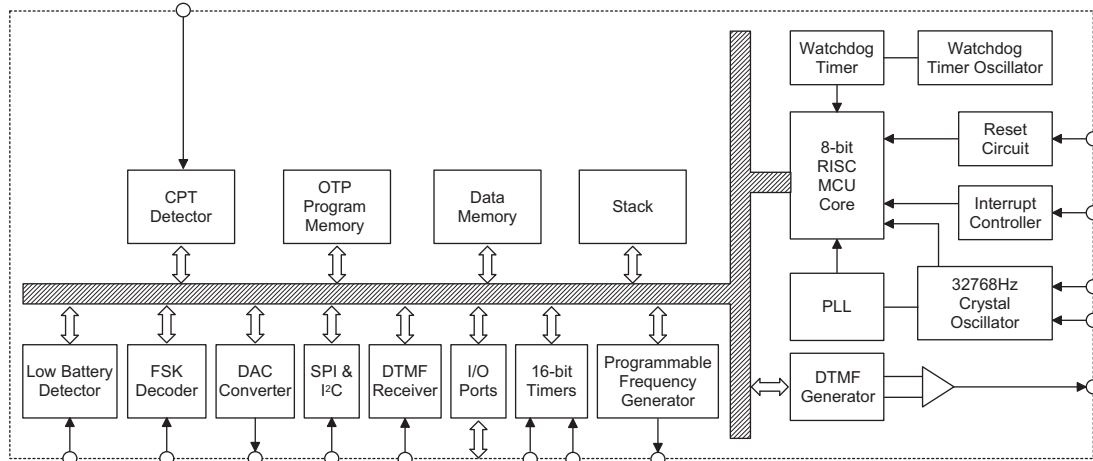 Watchdog
Timer
Watchdog
Timer Oscillator
8-bit
RISC
MCU
Core
Reset
Circuit
CPT
Detector
OTP
Program
Memory
Data
Memory
Stack
Interrupt
Controller
PLL
32768Hz
Crystal
Oscillator
Low Battery
Detector
FSK
Decoder
DAC
Converter
SPI &
I²C
DTMF
Receiver
I/O
Ports
16-bit
Timers
Programmable
Frequency
Generator
DTMF
Generator